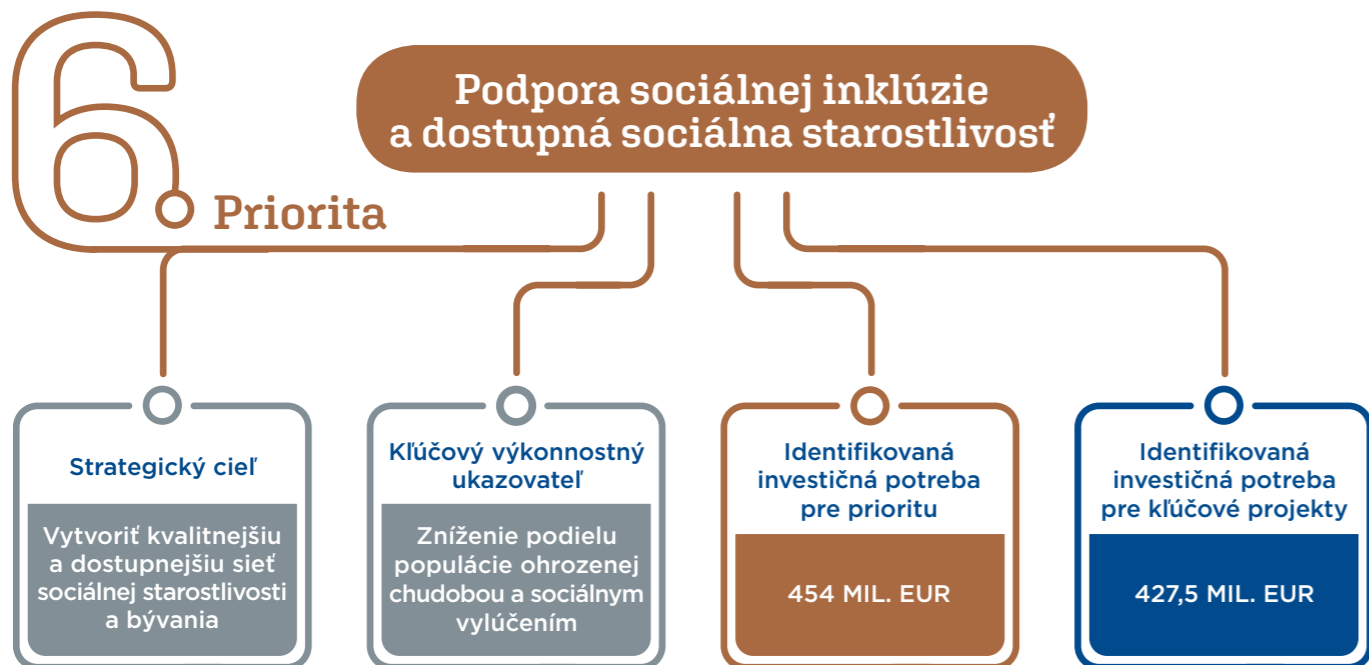 6. Priorita
Podpora sociálnej inklúzie
a dostupná sociálna starostlivosť
Strategický cieľ
Vytvoriť kvalitnejšiu
a dostupnejšiu sieť
sociálnej starostlivosti
a bývania
Kľúčový výkonnostný
ukazovateľ
Zníženie podielu
populácie ohrozenej
chudobou a sociálnym
vylúčením
Identifikovaná
investičná potreba
pre prioritu
454 MIL. EUR
Identifikovaná
investičná potreba
pre kľúčové projekty
427,5 MIL. EUR